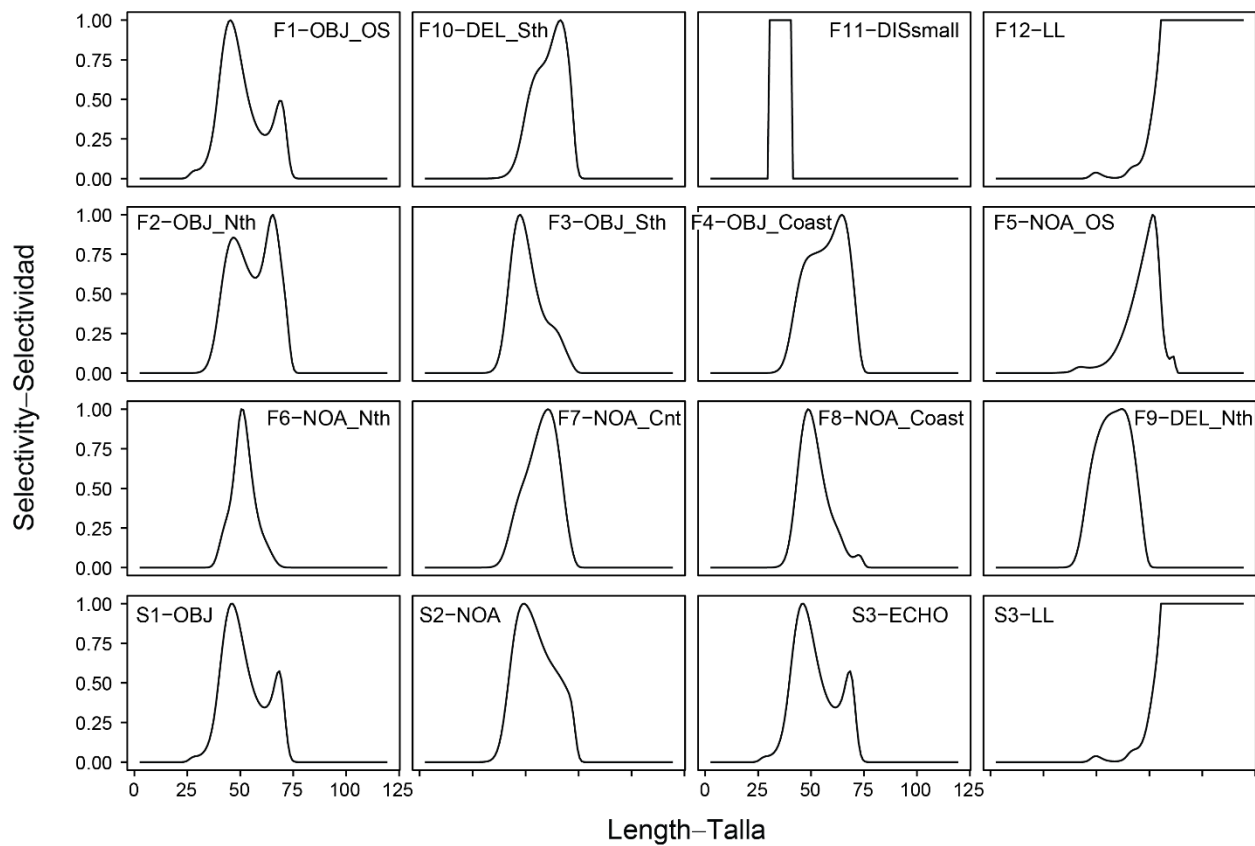 F1−OBJ_OS
F10−DEL_Sth
F11−DISsmall
F12−LL
1.00
0.75
0.50
0.25
0.00
F2−OBJ_Nth
F3−OBJ_Sth
F4−OBJ_Coast
F5−NOA_OS
1.00
0.75
0.50
0.25
0.00
F6−NOA_Nth
F7−NOA_Cnt
F8−NOA_Coast
F9−DEL_Nth
1.00
0.75
0.50
0.25
0.00
S1−OBJ
S2−NOA
S3−ECHO
S3−LL
1.00
0.75
0.50
0.25
0.00
0 25 50 75 100 125
0 25 50 75 100 125
Selectivity−Selectividad
Length−Talla